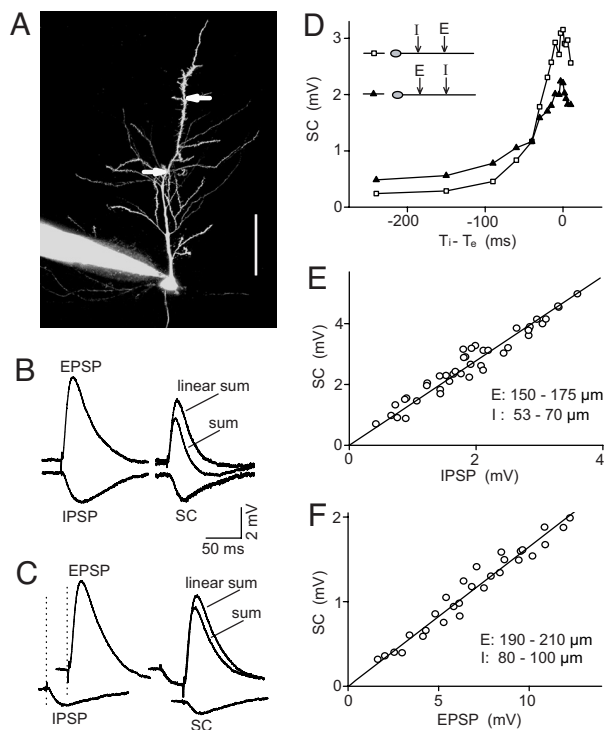 A
B
EPSP
linear sum
sum
IPSP
SC
50 ms
2 mV
C
EPSP
linear sum
sum
IPSP
SC
D
SC (mV)
3
2
1
0
I E
E I
-200 -100 0
Ti - Te (ms)
E
SC (mV)
4
2
0
E: 150 - 175 µm
I : 53 - 70 µm
0 2 4
IPSP (mV)
F
SC (mV)
2
1
0
E: 190 - 210 µm
I: 80 - 100 µm
0 5 10
EPSP (mV)